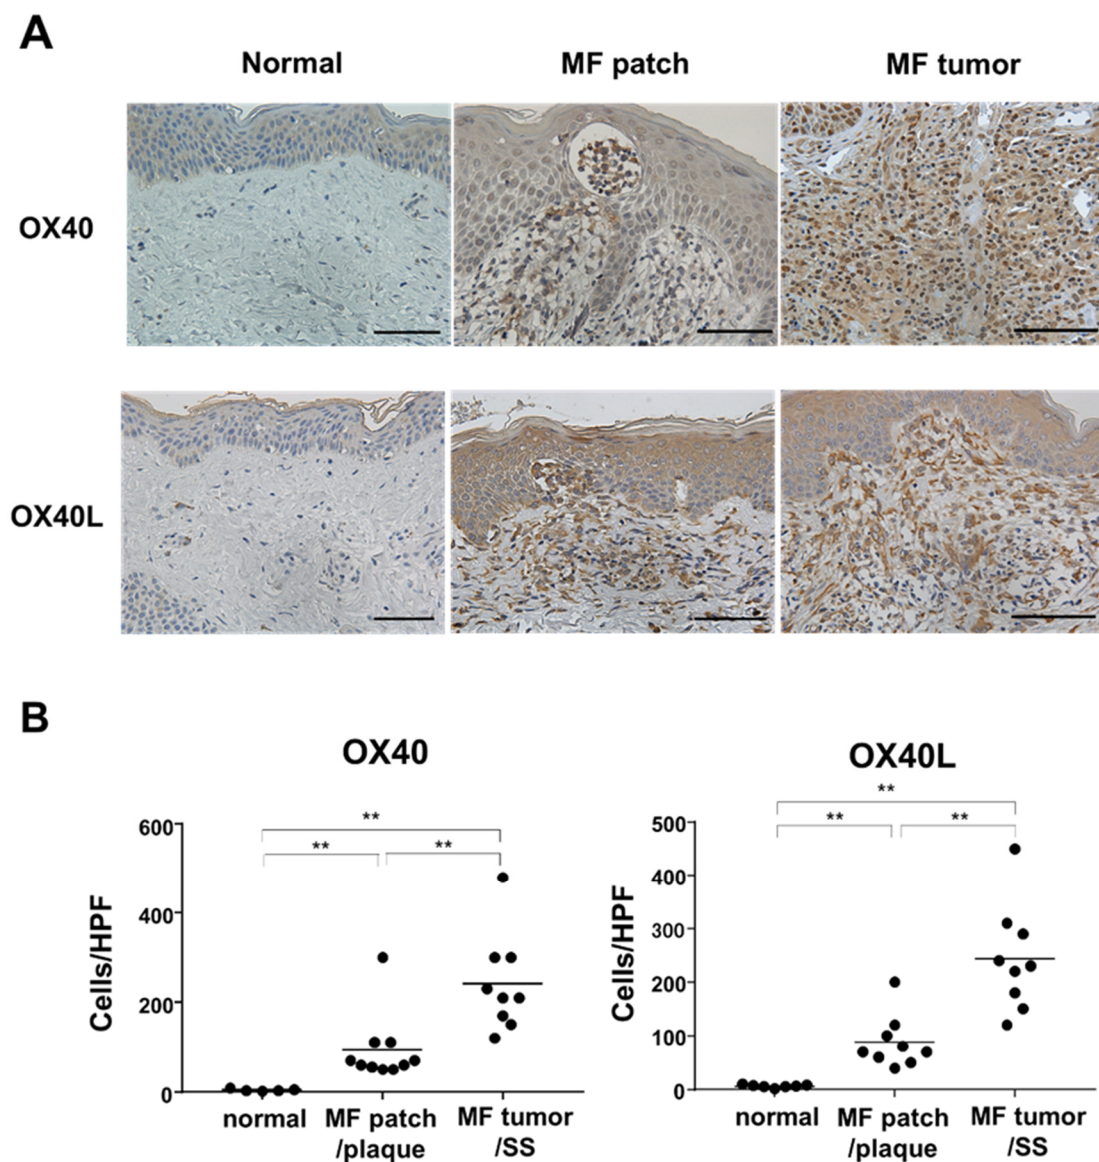 A
Normal
MF patch
MF tumor
OX40
OX40L
B
OX40
OX40L
**
**
**
**
**
**
600
400
200
0
Cells/HPF
normal
MF patch
/plaque
MF tumor
/SS
500
400
300
200
100
0
Cells/HPF
normal
MF patch
/plaque
MF tumor
/SS